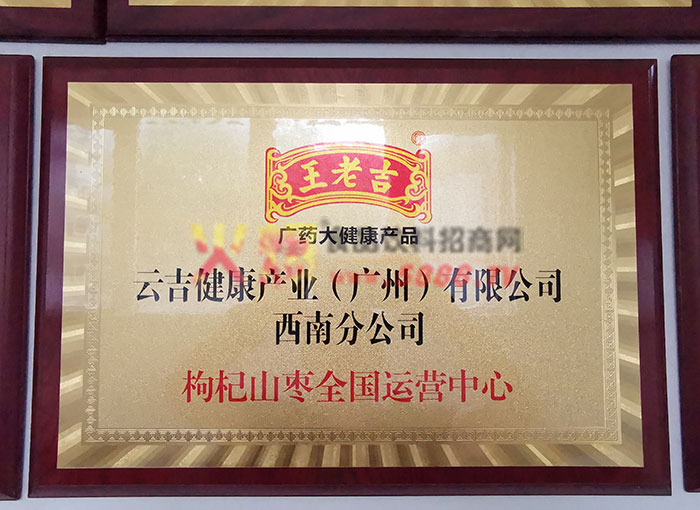 王老吉
广药大健康产品
云吉健康产业（广州）有限公司
西南分公司
枸杞山枣全国运营中心